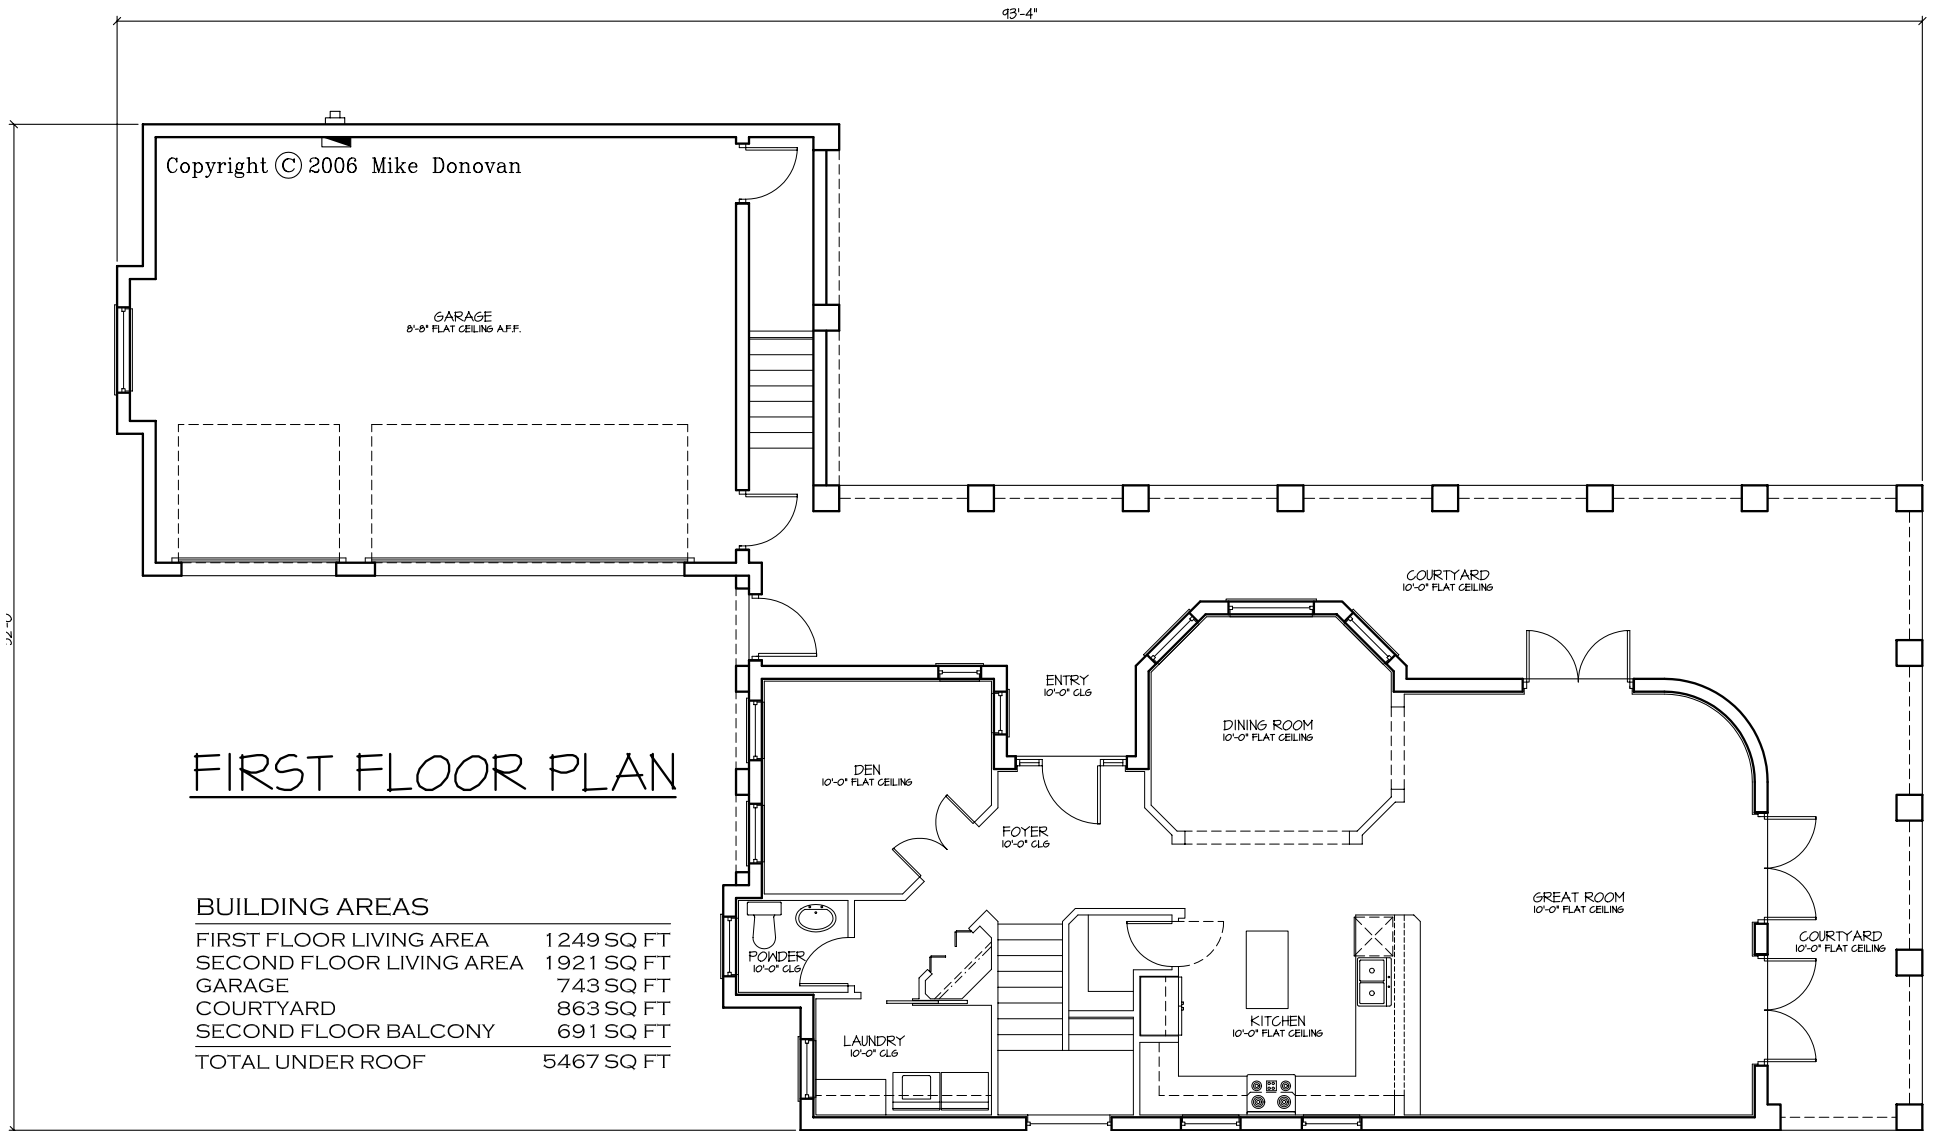 93'-4"
Copyright © 2006 Mike Donovan
GARAGE
8'-8" FLAT CEILING A.F.F.
COURTYARD
10'-0" FLAT CEILING
ENTRY
10'-0" CLG
DINING ROOM
10'-0" FLAT CEILING
DEN
10'-0" FLAT CEILING
FIRST FLOOR PLAN
FOYER
10'-0" CLG
GREAT ROOM
10'-0" FLAT CEILING
COURTYARD
10'-0" FLAT CEILING
POWDER
10'-0" CLG
KITCHEN
10'-0" FLAT CEILING
LAUNDRY
10'-0" CLG
BUILDING AREAS
FIRST FLOOR LIVING AREA 1249 SQ FT
SECOND FLOOR LIVING AREA 1921 SQ FT
GARAGE 743 SQ FT
COURTYARD 863 SQ FT
SECOND FLOOR BALCONY 691 SQ FT
TOTAL UNDER ROOF 5467 SQ FT